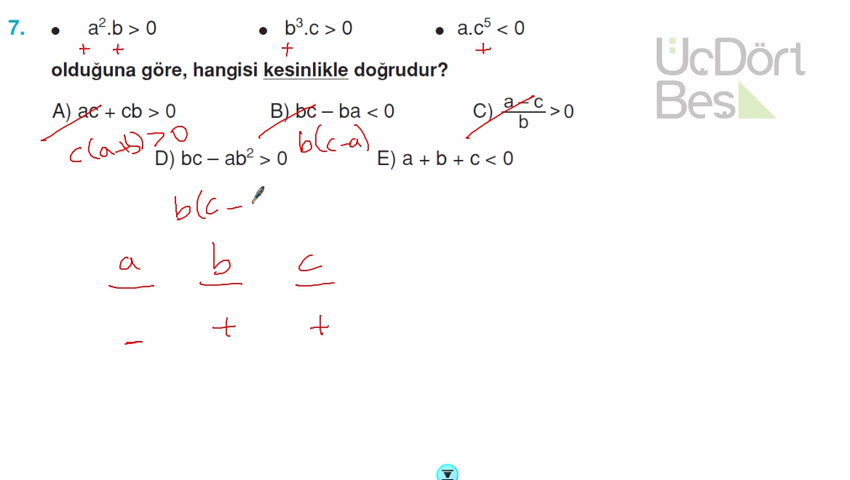 7. • a².b > 0 • b³.c > 0 • a.c⁵ < 0
+ + + +
olduğuna göre, hangisi kesinlikle doğrudur?
A) ac + cb > 0 B) bc – ba < 0 C) a – c / b > 0
c(a+b) > 0 b(c-a)
D) bc – ab² > 0 E) a + b + c < 0
b(c –
a b c
- + +
ÜçDört
Beş